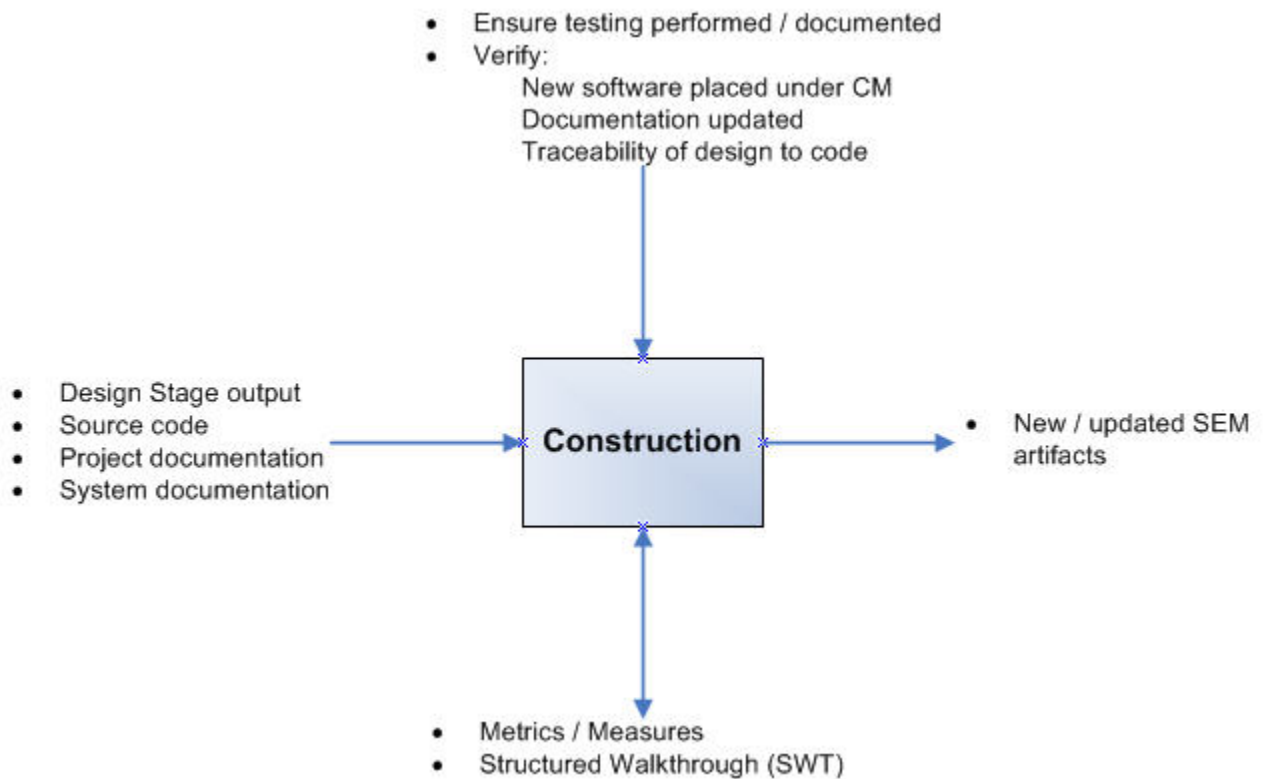 • Ensure testing performed / documented
• Verify:
New software placed under CM
Documentation updated
Traceability of design to code
• Design Stage output
• Source code
• Project documentation
• System documentation
Construction
• New / updated SEM
artifacts
• Metrics / Measures
• Structured Walkthrough (SWT)